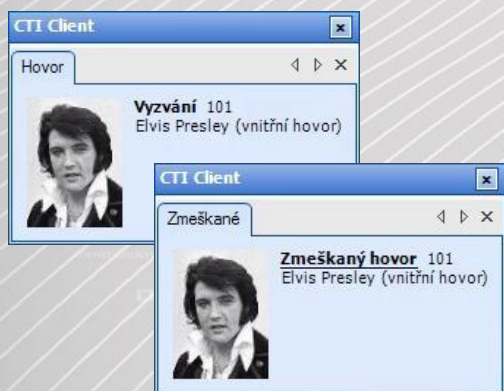 CTI Client
Hovor
Vyzvání 101
Elvis Presley (vnitřní hovor)
CTI Client
Zmeškané
Zmeškaný hovor 101
Elvis Presley (vnitřní hovor)